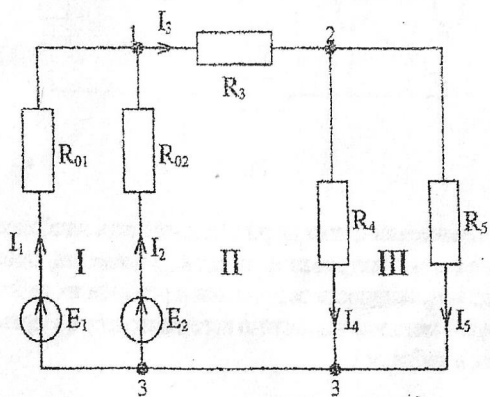 1 I₃ 2
R₃
R₀₁ R₀₂ R₄ R₅
I₁ I I₂ II III
E₁ E₂ I₄ I₅
3 3